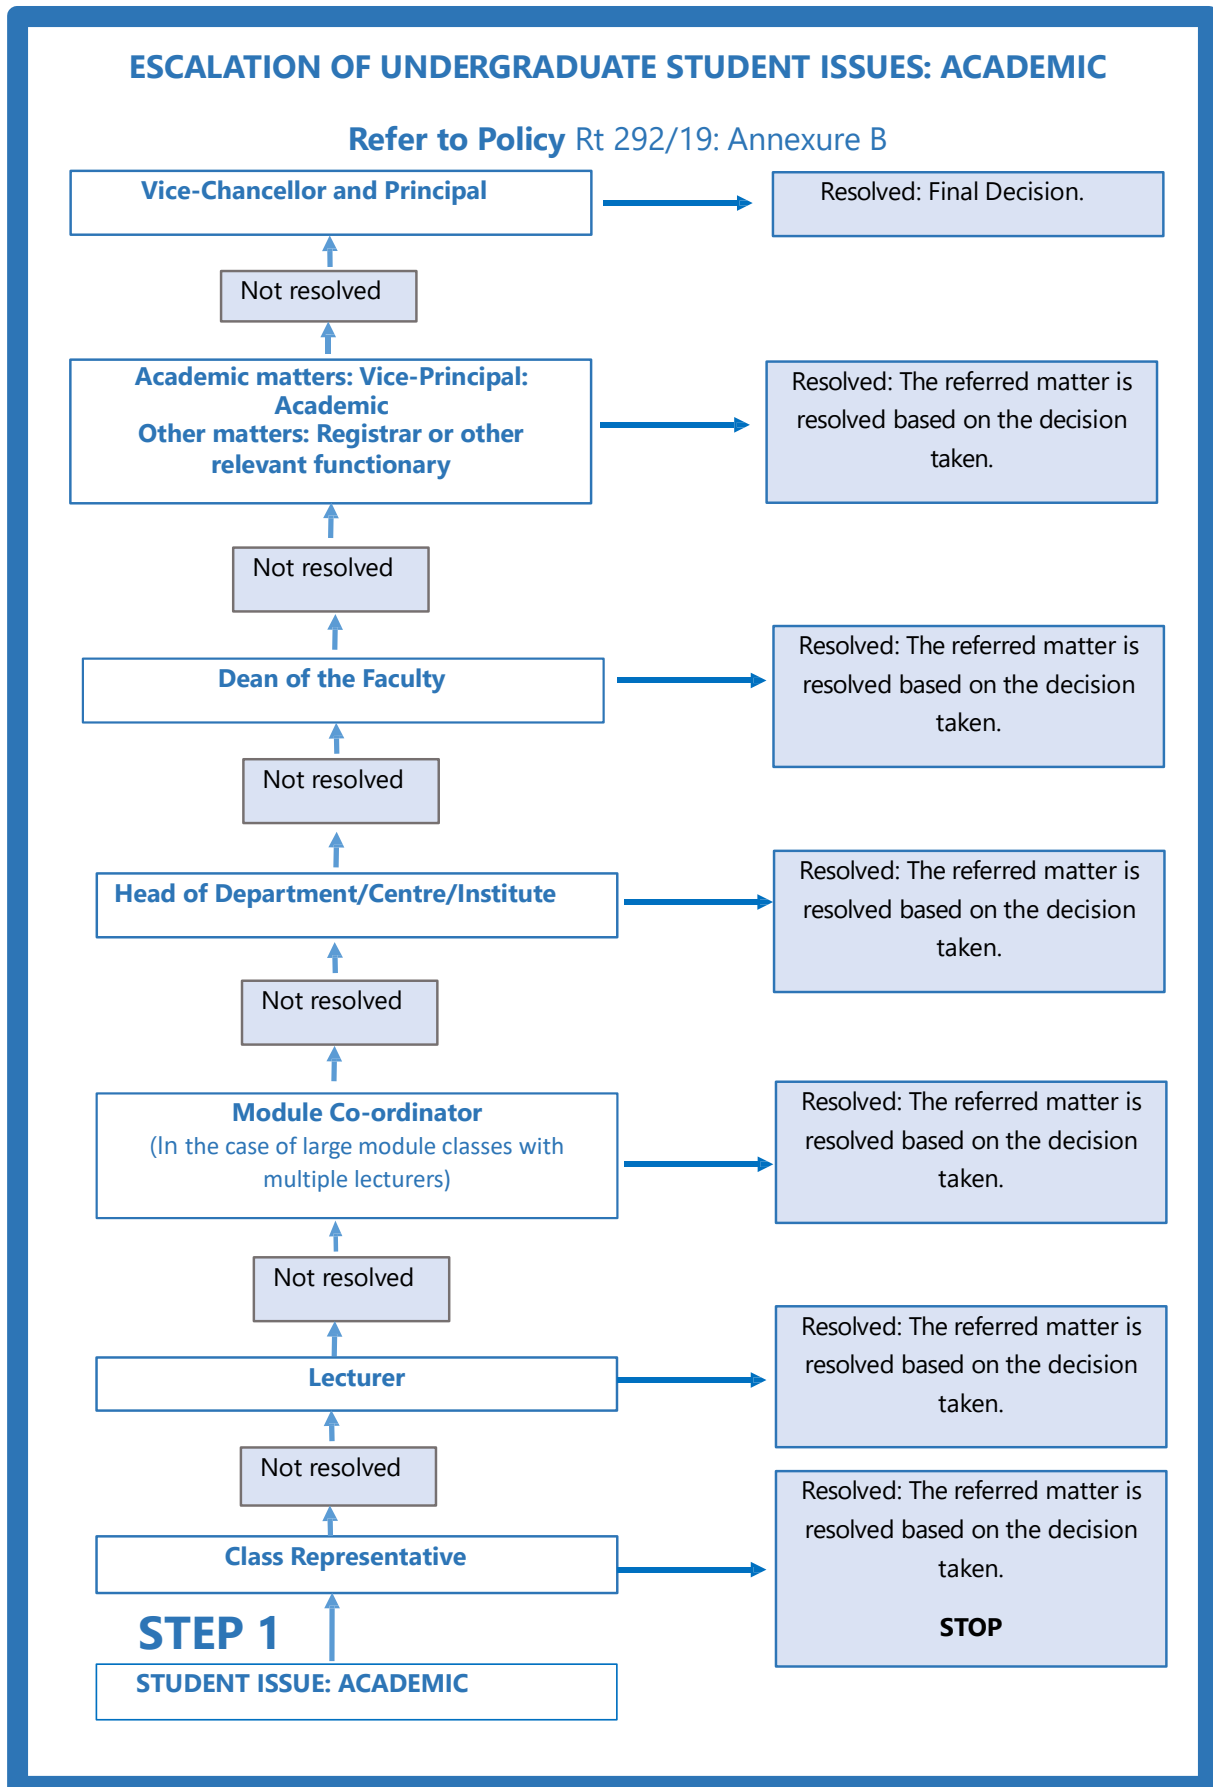 ESCALATION OF UNDERGRADUATE STUDENT ISSUES: ACADEMIC
Refer to Policy Rt 292/19: Annexure B
Vice-Chancellor and Principal
Resolved: Final Decision.
Not resolved
Academic matters: Vice-Principal:
Academic
Other matters: Registrar or other
relevant functionary
Resolved: The referred matter is
resolved based on the decision
taken.
Not resolved
Dean of the Faculty
Resolved: The referred matter is
resolved based on the decision
taken.
Not resolved
Head of Department/Centre/Institute
Resolved: The referred matter is
resolved based on the decision
taken.
Not resolved
Module Co-ordinator
(In the case of large module classes with
multiple lecturers)
Resolved: The referred matter is
resolved based on the decision
taken.
Not resolved
Lecturer
Resolved: The referred matter is
resolved based on the decision
taken.
Not resolved
Class Representative
Resolved: The referred matter is
resolved based on the decision
taken.
STOP
STEP 1
STUDENT ISSUE: ACADEMIC